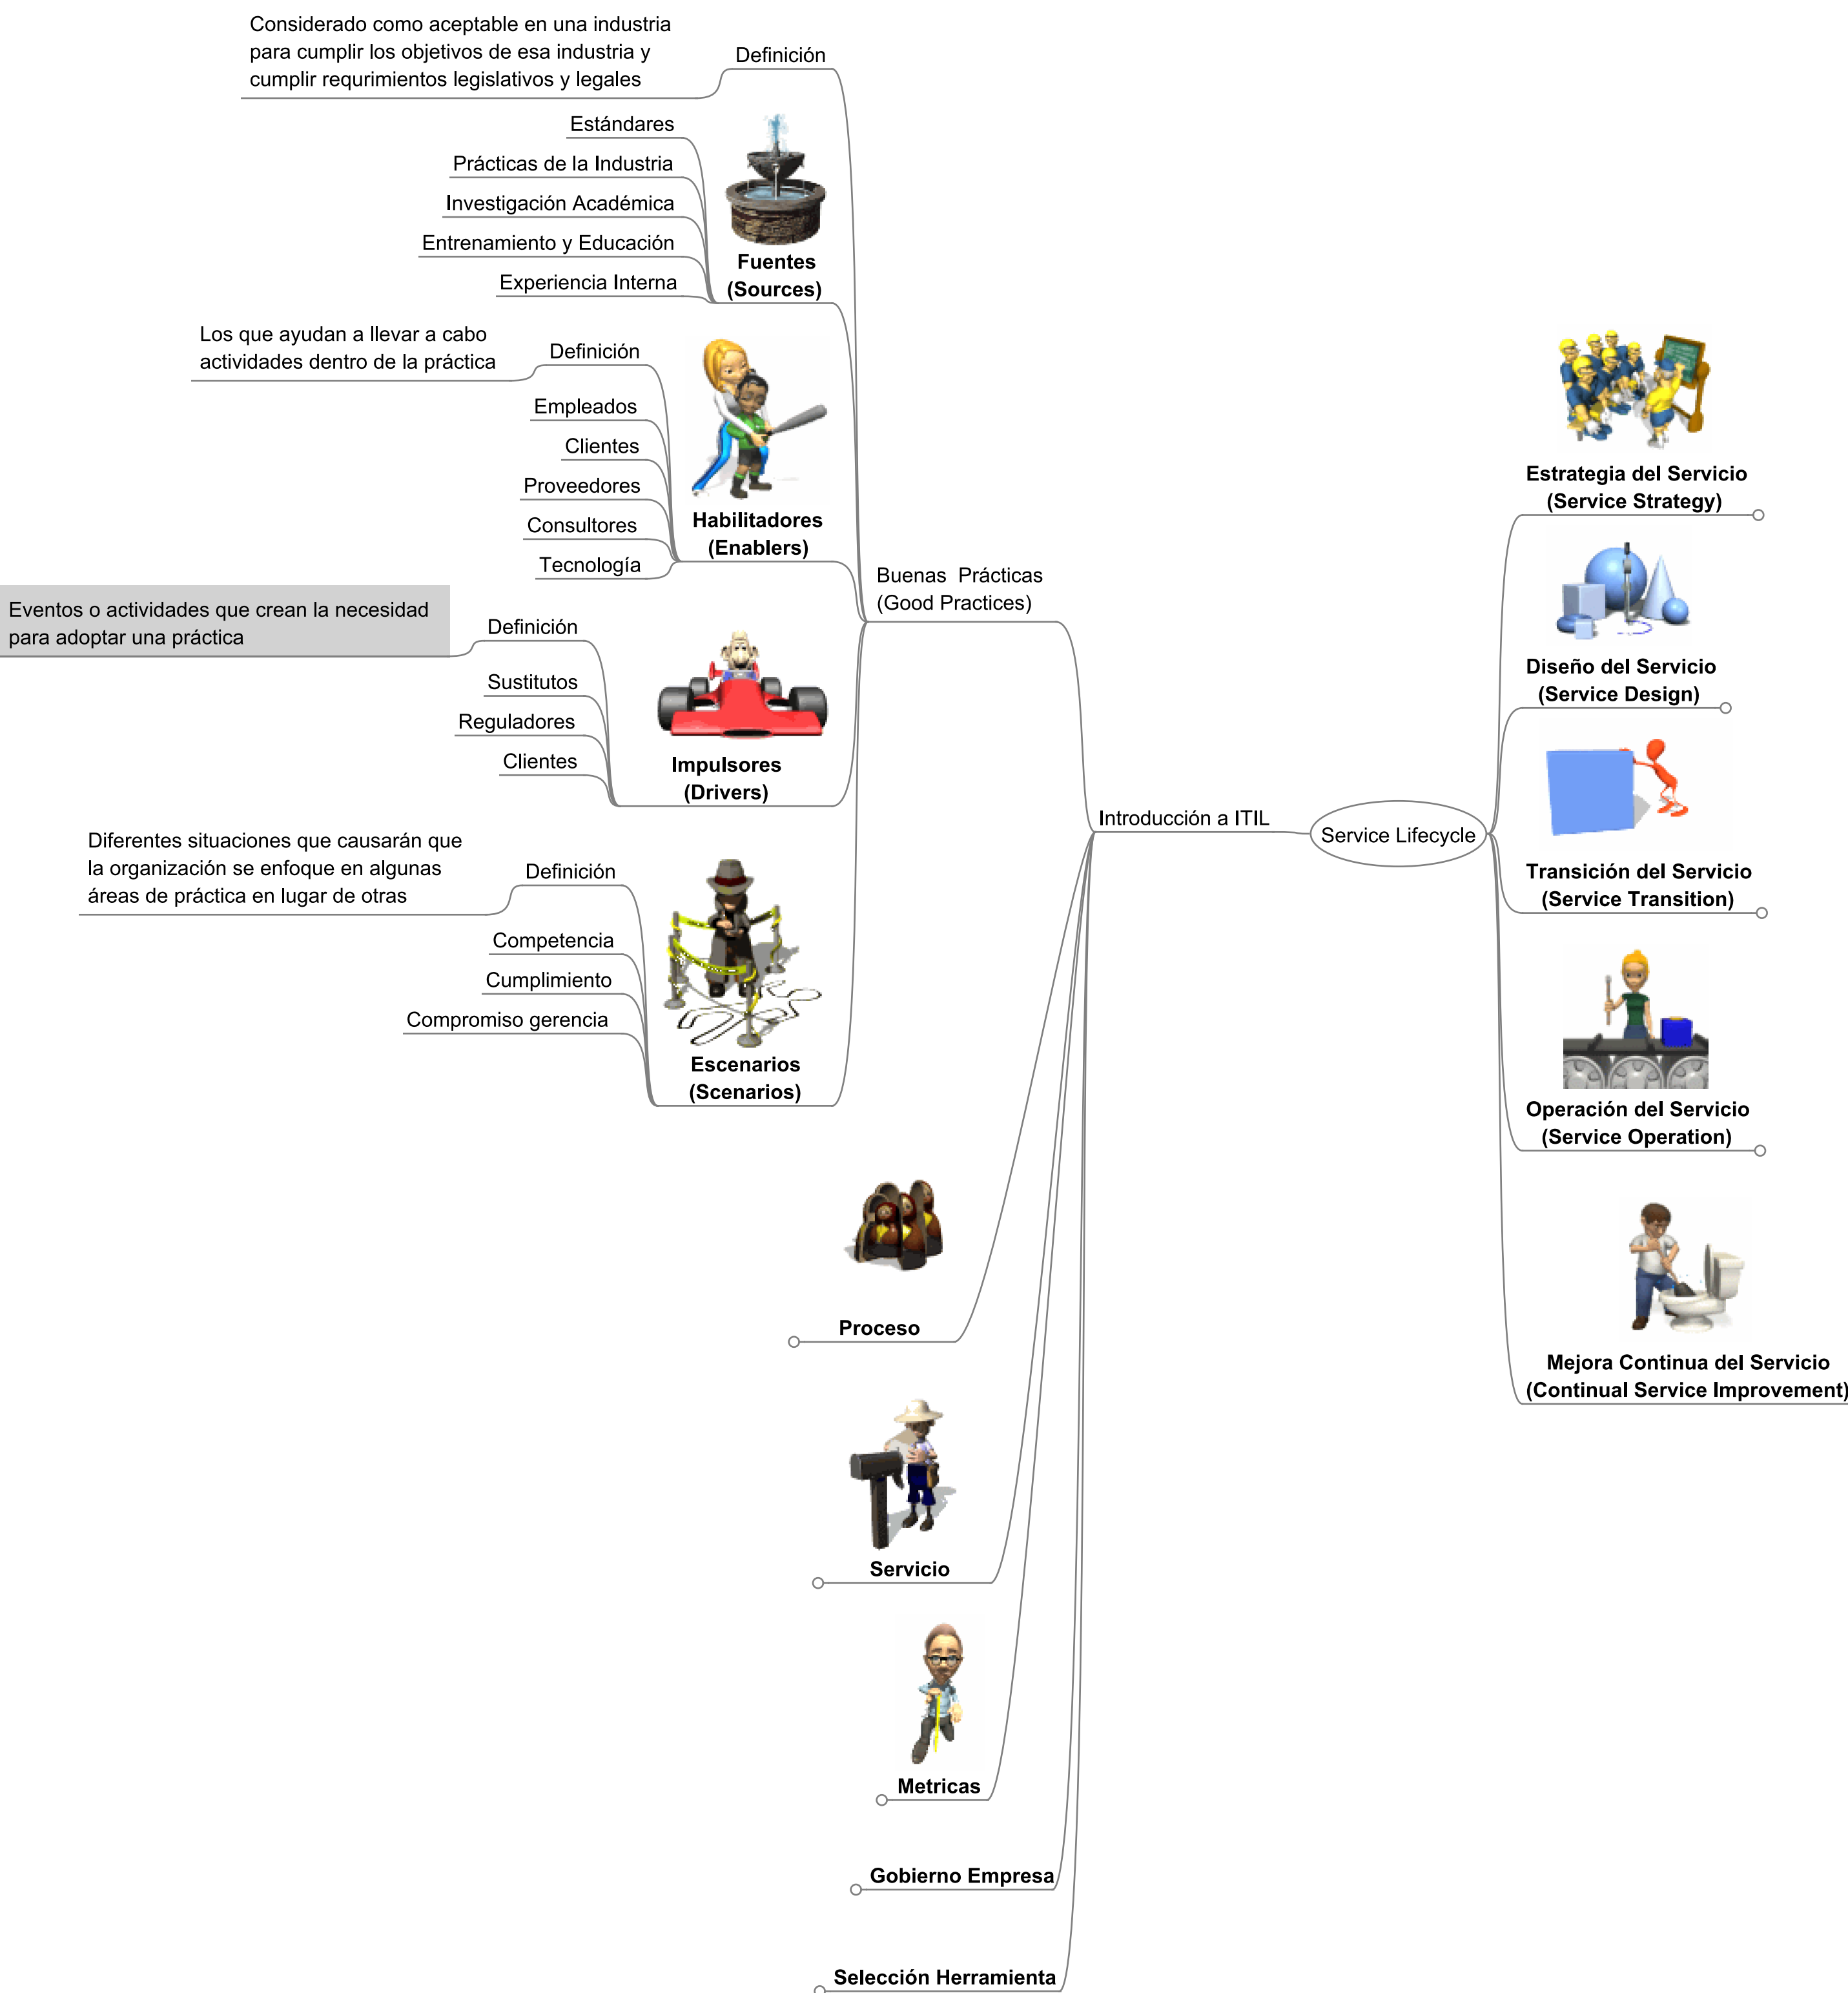 Considerado como aceptable en una industria
para cumplir los objetivos de esa industria y
cumplir requrimientos legislativos y legales
Definición
Estándares
Prácticas de la Industria
Investigación Académica
Entrenamiento y Educación
Experiencia Interna
Fuentes
(Sources)
Los que ayudan a llevar a cabo
actividades dentro de la práctica
Definición
Empleados
Clientes
Proveedores
Consultores
Tecnología
Habilitadores
(Enablers)
Eventos o actividades que crean la necesidad
para adoptar una práctica
Definición
Sustitutos
Reguladores
Clientes
Impulsores
(Drivers)
Diferentes situaciones que causarán que
la organización se enfoque en algunas
áreas de práctica en lugar de otras
Definición
Competencia
Cumplimiento
Compromiso gerencia
Escenarios
(Scenarios)
Buenas  Prácticas
(Good Practices)
Proceso
Servicio
Metricas
Gobierno Empresa
Selección Herramienta
Introducción a ITIL
Service Lifecycle
Estrategia del Servicio
(Service Strategy)
Diseño del Servicio
(Service Design)
Transición del Servicio
(Service Transition)
Operación del Servicio
(Service Operation)
Mejora Continua del Servicio
(Continual Service Improvement)